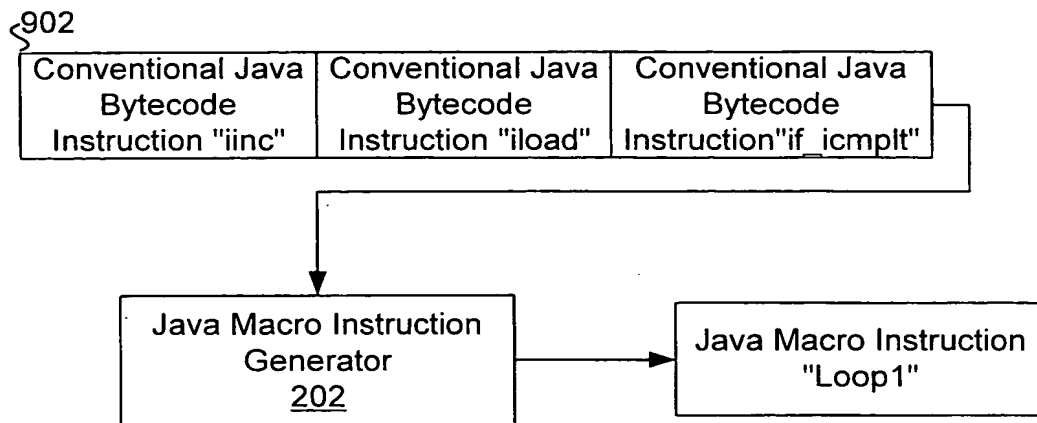 902
Conventional Java
Bytecode
Instruction "iinc"
Conventional Java
Bytecode
Instruction "iload"
Conventional Java
Bytecode
Instruction"if_icmplt"
Java Macro Instruction
Generator
202
Java Macro Instruction
"Loop1"